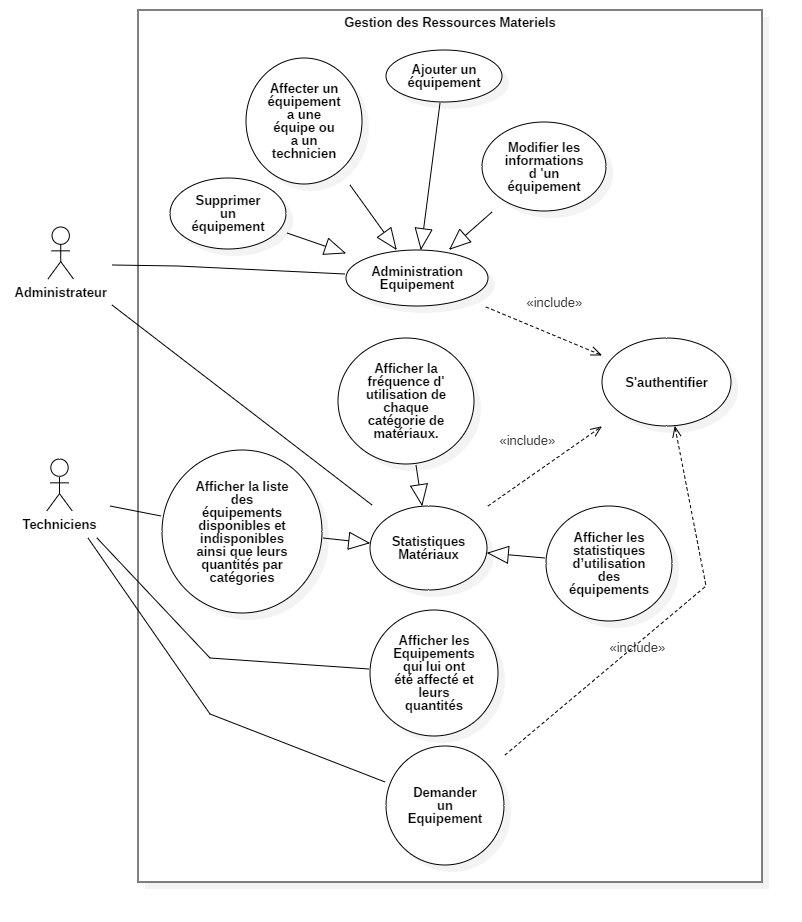 Gestion des Ressources Materiels
Ajouter un
équipement
Affecter un
équipement
a une
équipe ou
a un
technicien
Modifier les
informations
d 'un
équipement
Supprimer
un
équipement
Administrateur
Administration
Equipement
«include»
Afficher la
fréquence d'
utilisation de
chaque
catégorie de
matériaux.
S'authentifier
«include»
Techniciens
Afficher la liste
des
équipements
disponibles et
indisponibles
ainsi que leurs
quantités par
catégories
Statistiques
Matériaux
Afficher les
statistiques
d'utilisation
des
équipements
Afficher les
Equipements
qui lui ont
été affecté et
leurs
quantités
«include»
Demander
un
Equipement